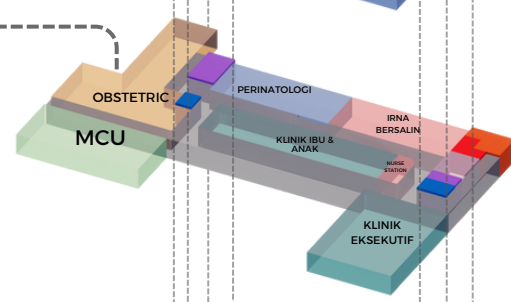 OBSTETRIC
PERINATOLOGI
MCU
IRNA
BERSALIN
KLINIK IBU &
ANAK
NURSE
STATION
KLINIK
EKSEKUTIF